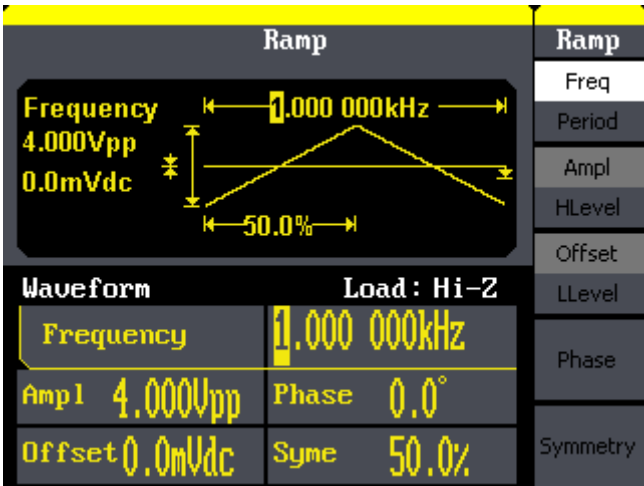 Ramp
Frequency
1.000 000kHz
4.000Vpp
0.0mVdc
50.0%
Waveform
Load: Hi-Z
Frequency 1.000 000kHz
Ampl 4.000Vpp Phase 0.0°
Offset 0.0mVdc Syme 50.0%
Ramp
Freq
Period
Ampl
HLevel
Offset
LLevel
Phase
Symmetry